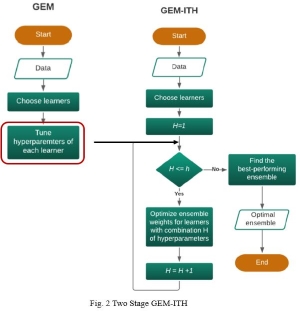 GEM
GEM-ITH
Start
Data
Choose learners
Tune
hyperparemters of
each learner
Start
Data
Choose learners
H=1
H <= h
No
Yes
Optimize ensemble
weights for learners
with combination H
of hyperparameters
H = H +1
Find the
best-performing
ensemble
Optimal
ensemble
End
Fig. 2 Two Stage GEM-ITH